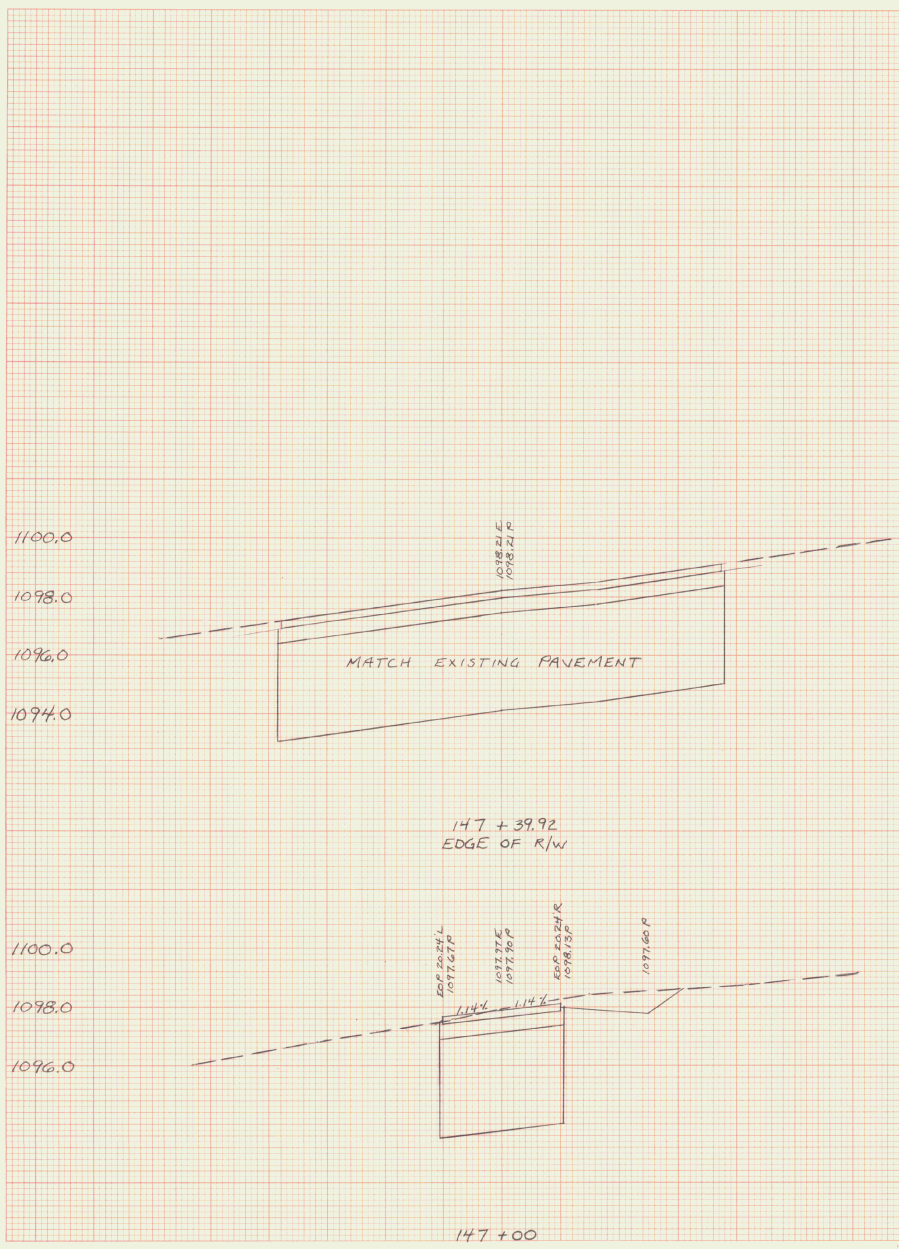 1098.21 E
1098.21 P
1100.0
1098.0
1096.0
1094.0
MATCH EXISTING PAVEMENT
147 + 39.92
EDGE OF R/W
EOP 20.24' L
1097.67 P
1097.97 E
1097.90 P
EOP 20.24' R
1098.13 P
1097.60 P
1100.0
1098.0
1096.0
1.14%
1.14%
147 + 00